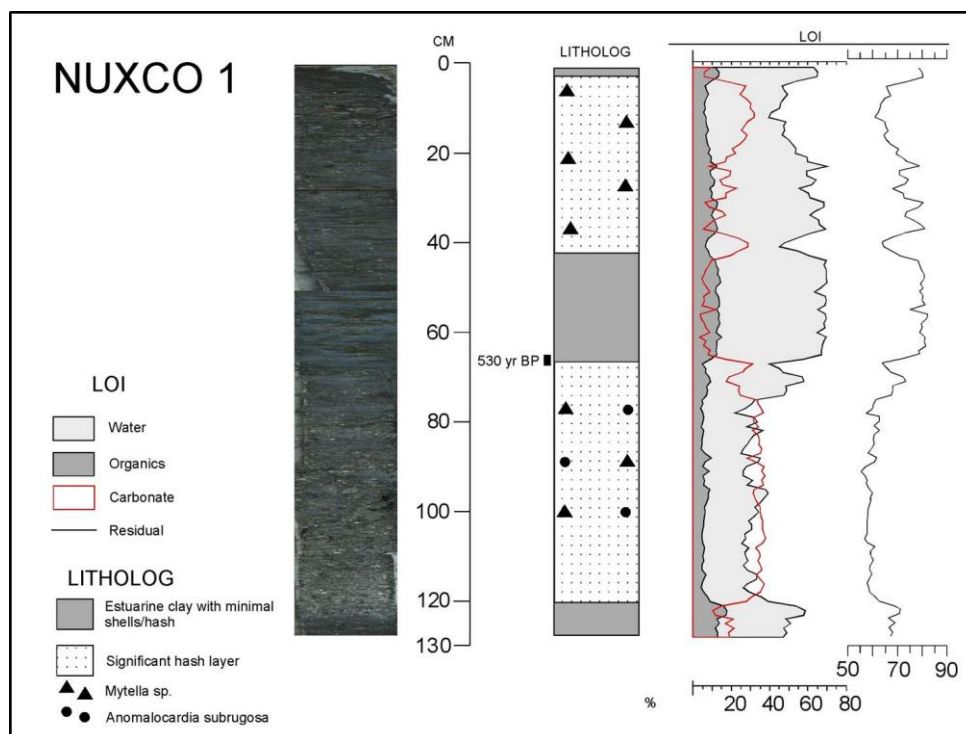 NUXCO 1
CM
0
20
40
60
80
100
120
130
530 yr BP
LITHOLOG
LOI
LOI
Water
Organics
Carbonate
Residual
LITHOLOG
Estuarine clay with minimal
shells/hash
Significant hash layer
Mytella sp.
Anomalocardia subrugosa
50 70 90
% 20 40 60 80